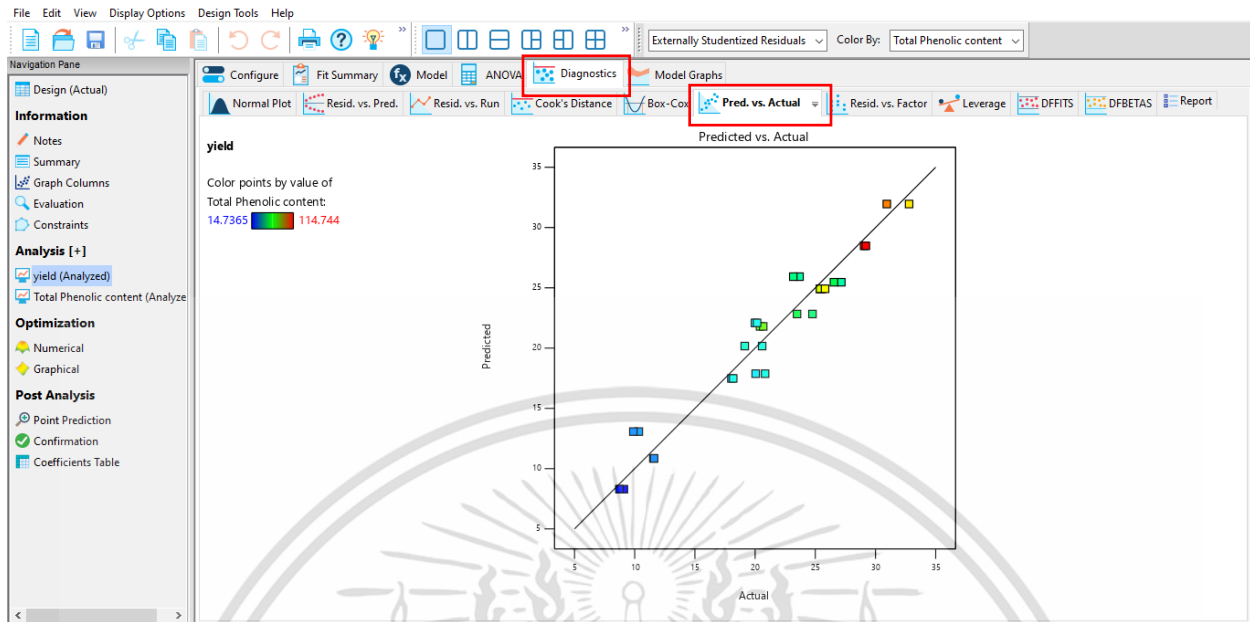 File Edit View Display Options Design Tools Help
» » Externally Studentized Residuals Color By: Total Phenolic content
Navigation Pane
Design (Actual)
Information
Notes
Summary
Graph Columns
Evaluation
Constraints
Analysis [+]
yield (Analyzed)
Total Phenolic content (Analyze
Optimization
Numerical
Graphical
Post Analysis
Point Prediction
Confirmation
Coefficients Table
Configure Fit Summary fx Model ANOVA Diagnostics Model Graphs
Normal Plot Resid. vs. Pred. Resid. vs. Run Cook's Distance Box-Cox Pred. vs. Actual Resid. vs. Factor Leverage DFFITS DFBETAS Report
yield
Color points by value of
Total Phenolic content:
14.7365 114.744
Predicted vs. Actual
Predicted
35
30
25
20
15
10
5
5 10 15 20 25 30 35
Actual